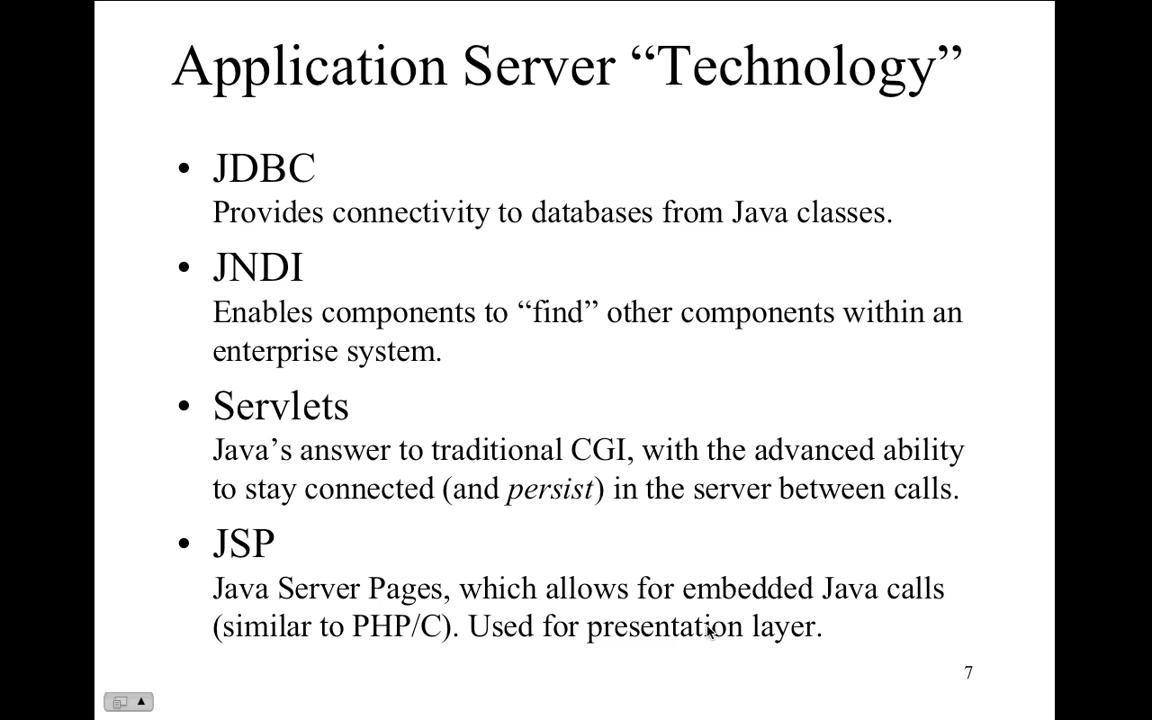 Application Server “Technology”
• JDBC
Provides connectivity to databases from Java classes.
• JNDI
Enables components to “find” other components within an
enterprise system.
• Servlets
Java’s answer to traditional CGI, with the advanced ability
to stay connected (and persist) in the server between calls.
• JSP
Java Server Pages, which allows for embedded Java calls
(similar to PHP/C). Used for presentation layer.
7